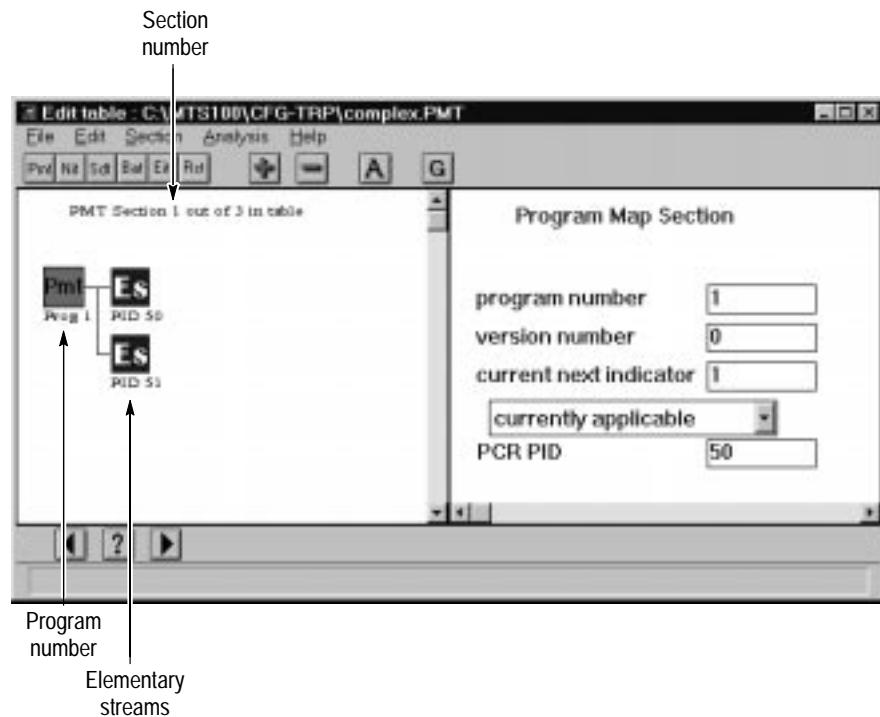 Section
number
Edit table : C:\MTS100\CFG-TRP\complex.PMT
File Edit Section Analysis Help
Pmt Nit Sdt Bat Eit Rst A G
PMT Section 1 out of 3 in table
Pmt Es
Prog 1 PID 50
Es
PID 51
Program Map Section
program number 1
version number 0
current next indicator 1
currently applicable
PCR PID 50
?
Program
number
Elementary
streams